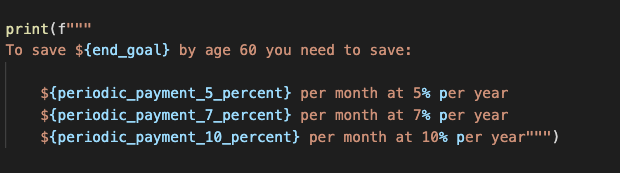 print(f"""
To save ${end_goal} by age 60 you need to save:
${periodic_payment_5_percent} per month at 5% per year
${periodic_payment_7_percent} per month at 7% per year
${periodic_payment_10_percent} per month at 10% per year""")